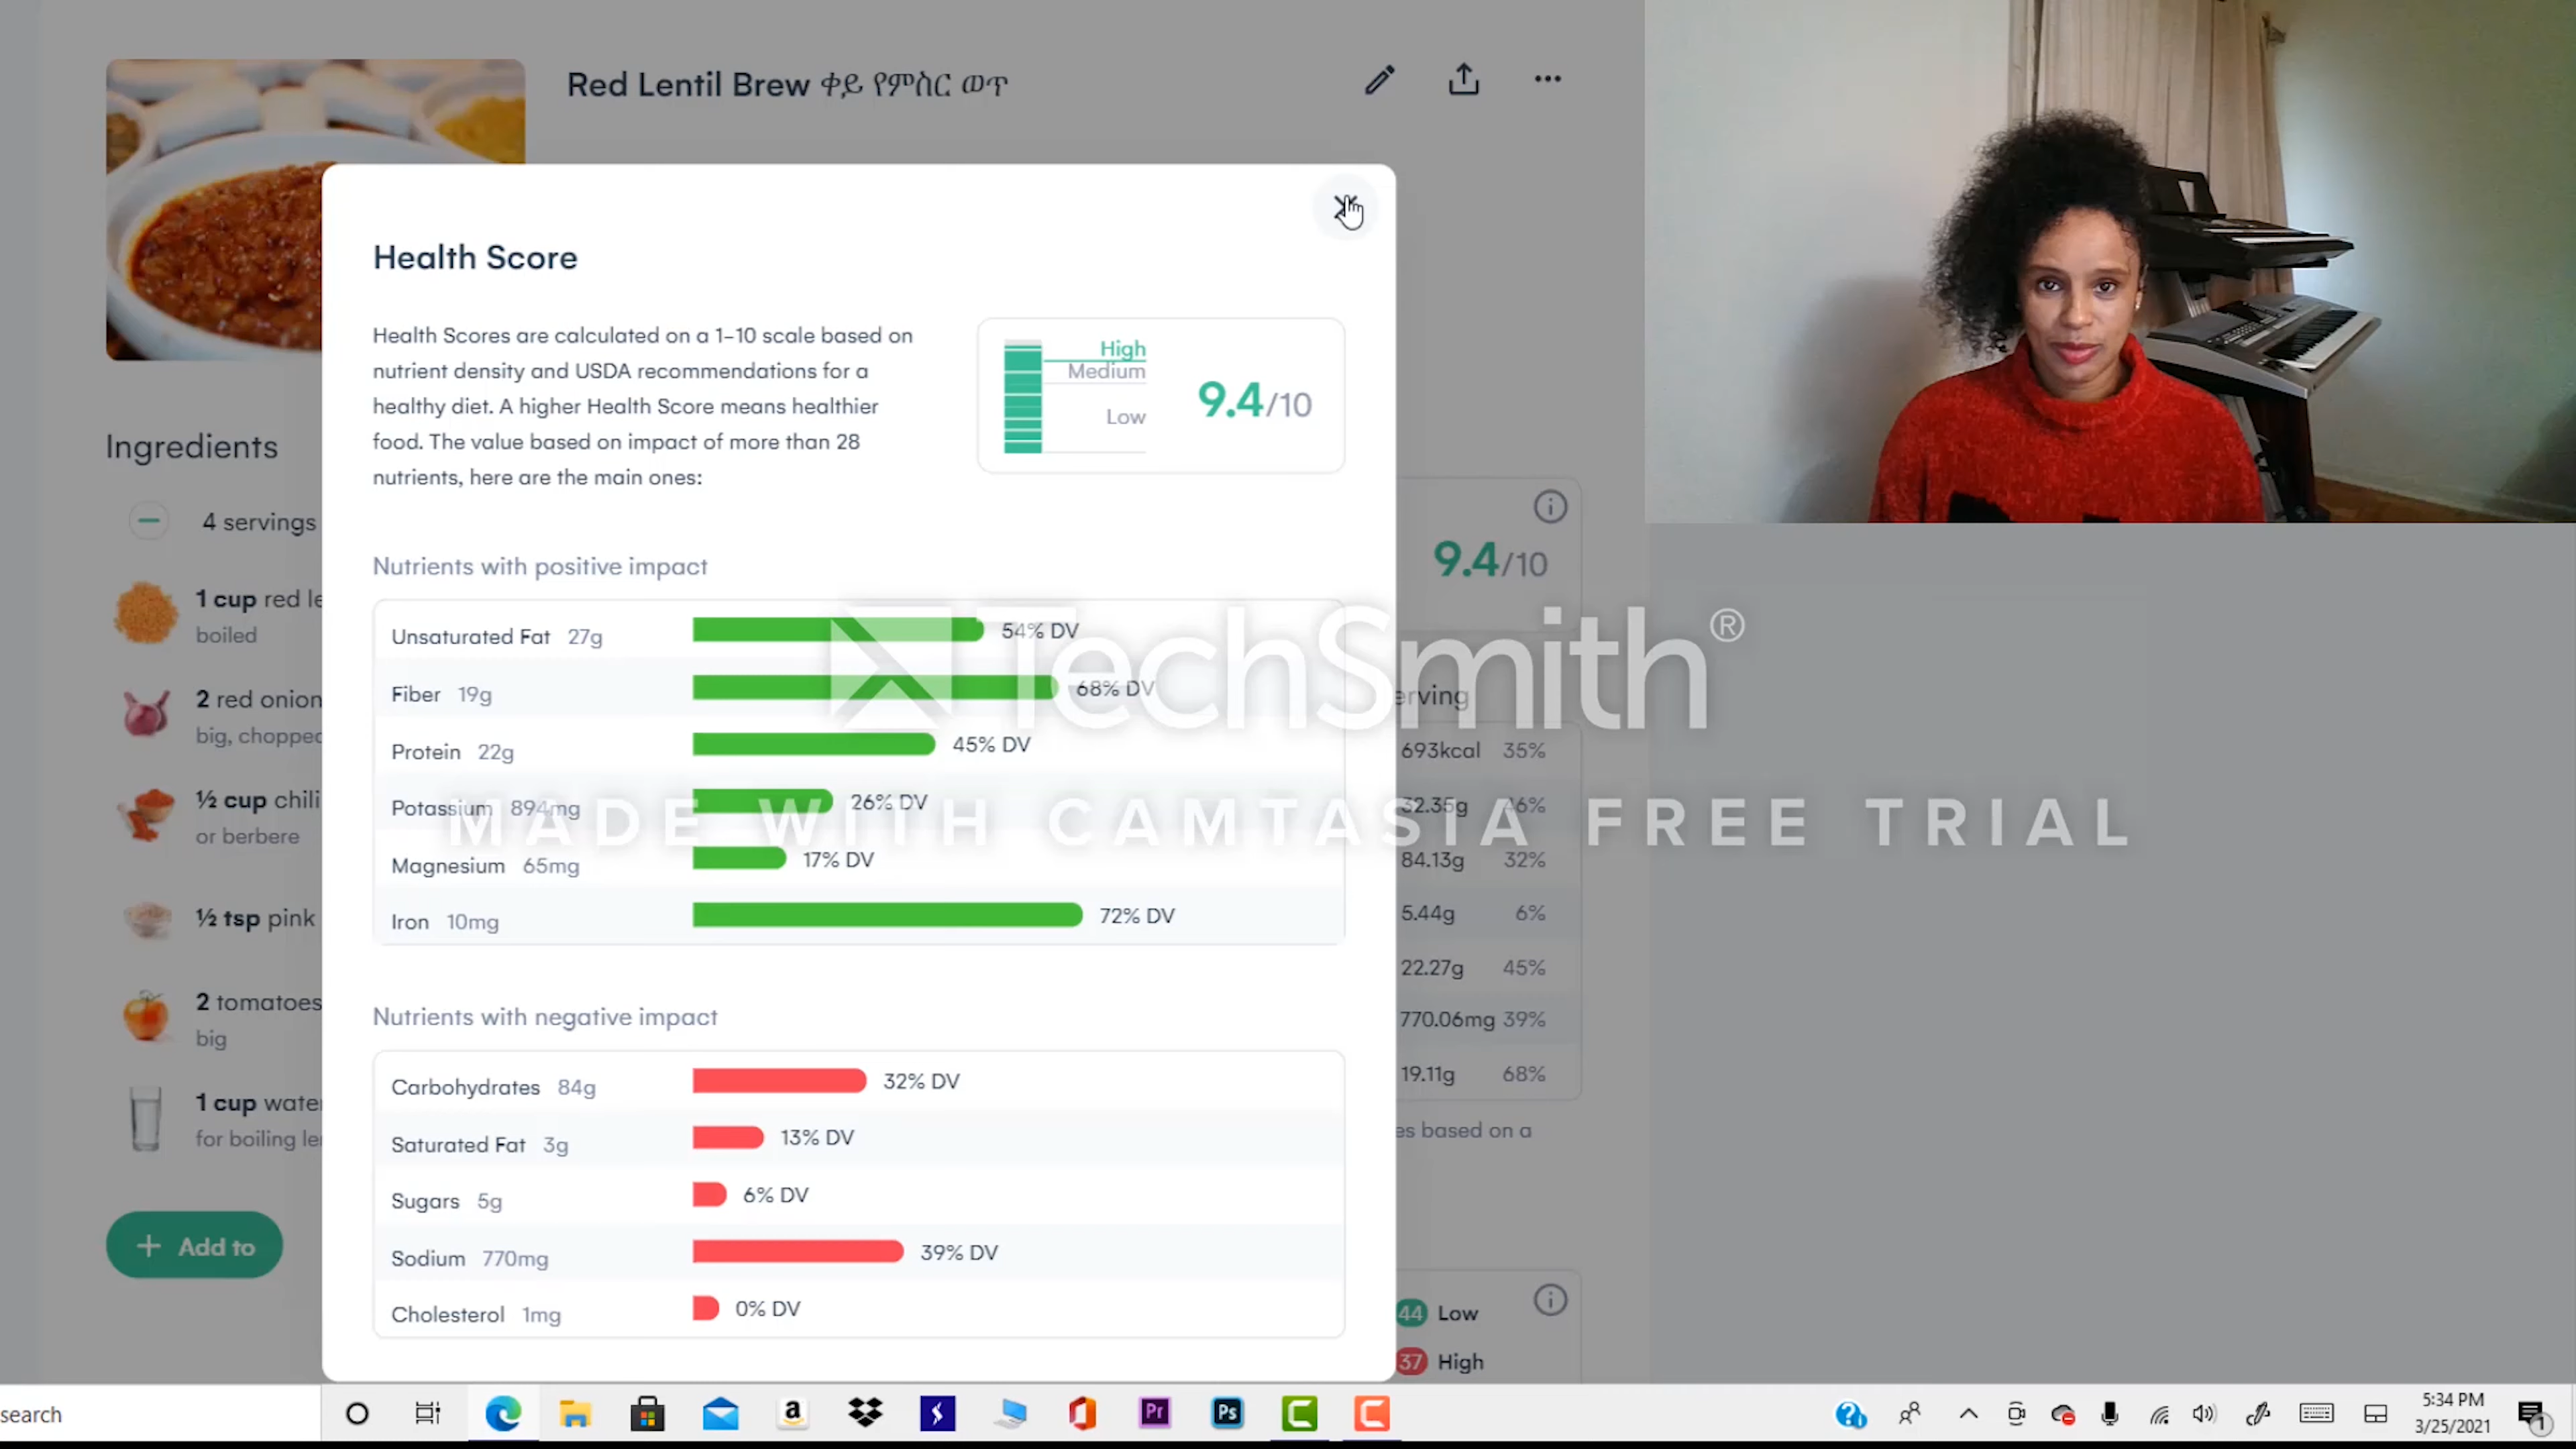 Red Lentil Brew ቀይ የምስር ወጥ
Health Score
Health Scores are calculated on a 1–10 scale based on
nutrient density and USDA recommendations for a
healthy diet. A higher Health Score means healthier
food. The value based on impact of more than 28
nutrients, here are the main ones:
High
Medium
Low
9.4/10
Ingredients
4 servings
1 cup red le
boiled
2 red onion
big, chopped
½ cup chili
or berbere
½ tsp pink
2 tomatoes
big
1 cup wate
for boiling le
+ Add to
Nutrients with positive impact
Unsaturated Fat 27g 54% DV
Fiber 19g 68% DV
Protein 22g 45% DV
Potassium 894mg 26% DV
Magnesium 65mg 17% DV
Iron 10mg 72% DV
Nutrients with negative impact
Carbohydrates 84g 32% DV
Saturated Fat 3g 13% DV
Sugars 5g 6% DV
Sodium 770mg 39% DV
Cholesterol 1mg 0% DV
9.4/10
erving
693kcal 35%
32.35g 46%
84.13g 32%
5.44g 6%
22.27g 45%
770.06mg 39%
19.11g 68%
es based on a
44 Low
37 High
TechSmith®
MADE WITH CAMTASIA FREE TRIAL
search
a
Pr
Ps
5:34 PM
3/25/2021
1